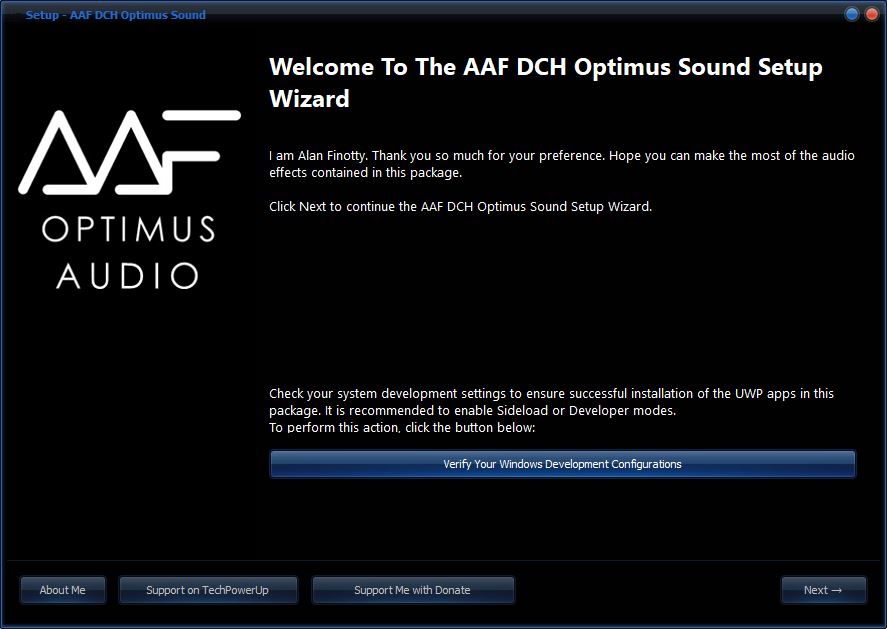 Setup - AAF DCH Optimus Sound
Welcome To The AAF DCH Optimus Sound Setup
Wizard
AAF
OPTIMUS
AUDIO
I am Alan Finotty. Thank you so much for your preference. Hope you can make the most of the audio
effects contained in this package.
Click Next to continue the AAF DCH Optimus Sound Setup Wizard.
Check your system development settings to ensure successful installation of the UWP apps in this
package. It is recommended to enable Sideload or Developer modes.
To perform this action, click the button below:
Verify Your Windows Development Configurations
About Me
Support on TechPowerUp
Support Me with Donate
Next →